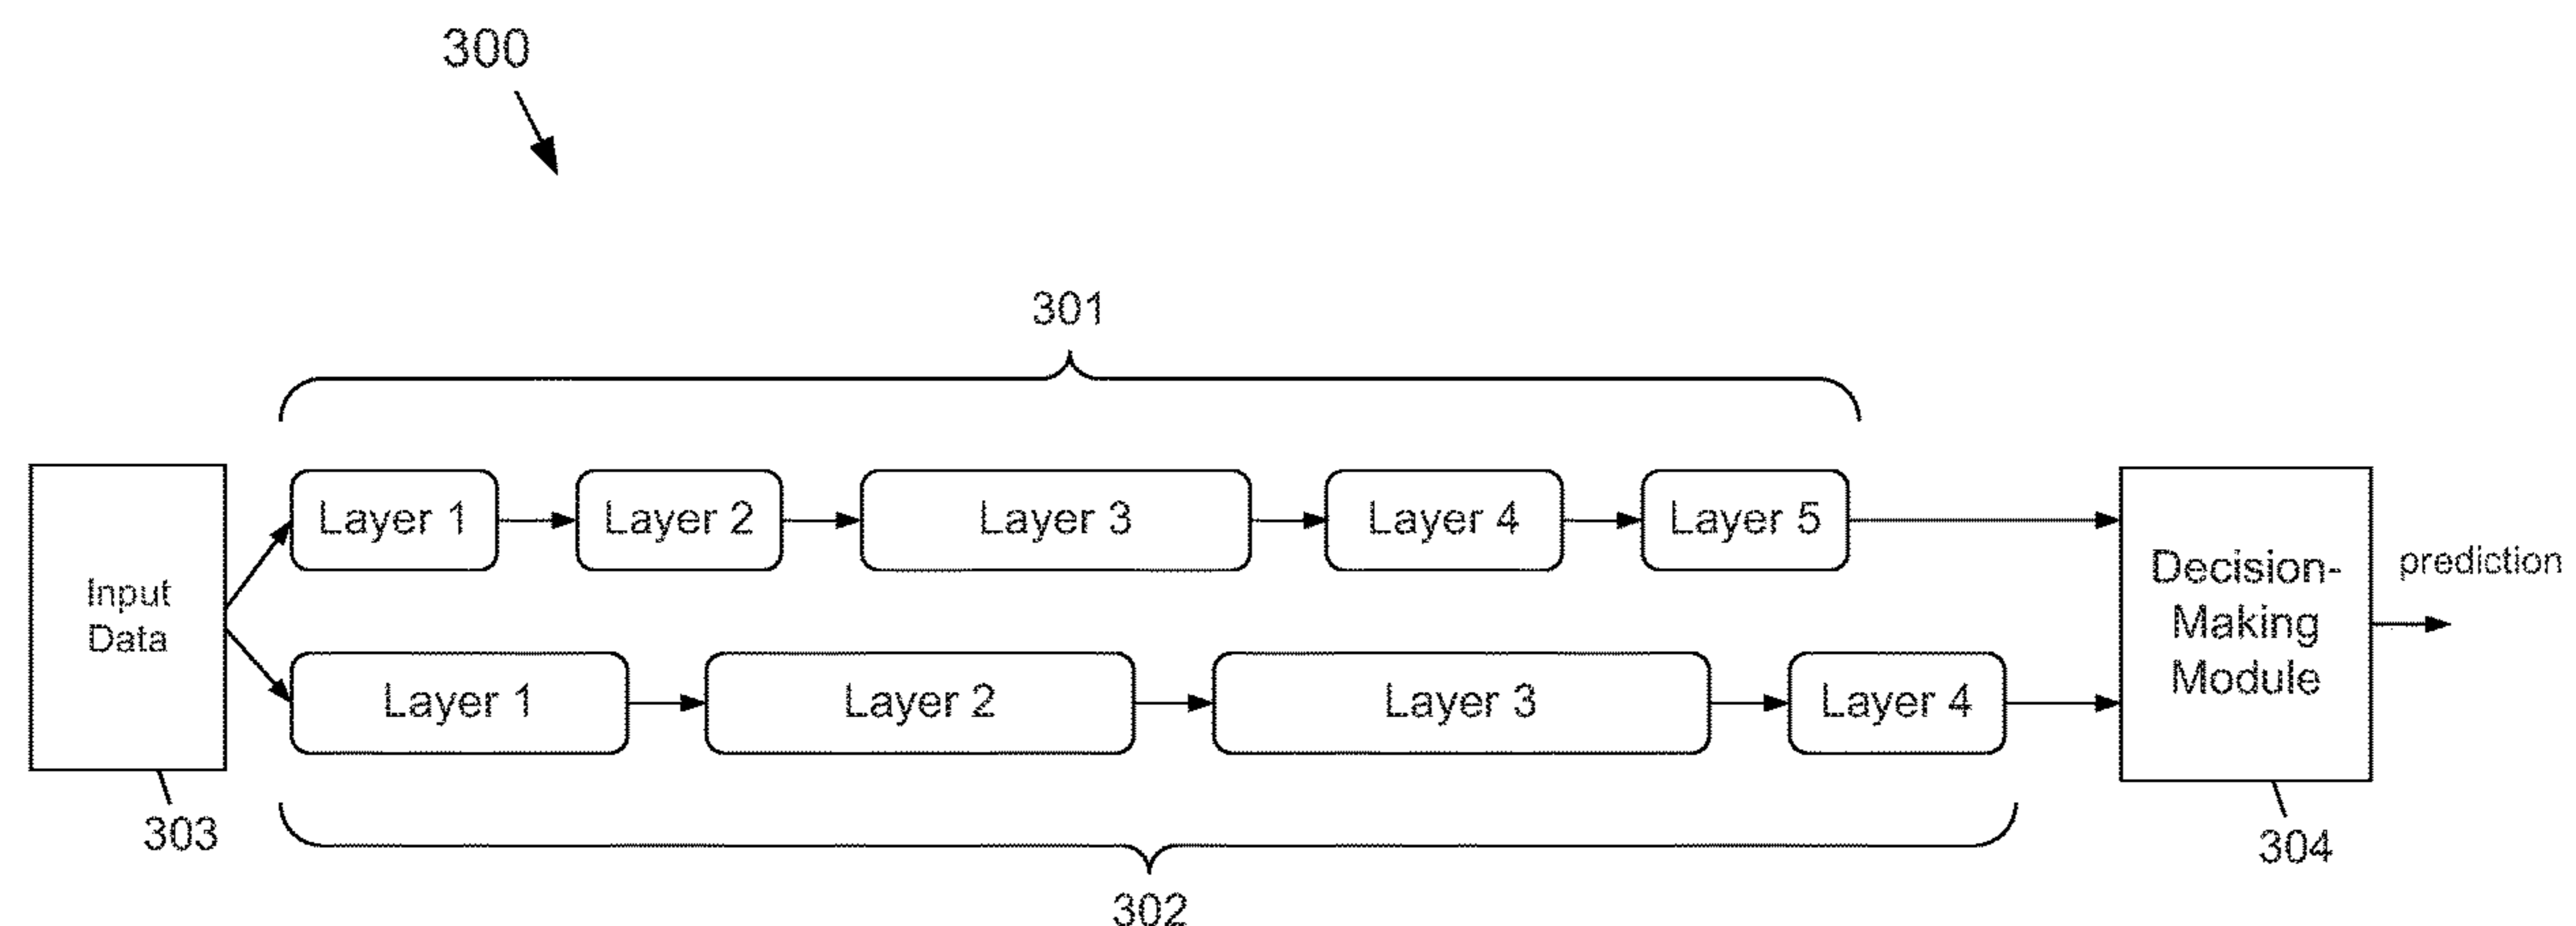 300
301
Layer 1
Layer 2
Layer 3
Layer 4
Layer 5
Input
Data
Decision-
Making
Module
prediction
Layer 1
Layer 2
Layer 3
Layer 4
303
304
302